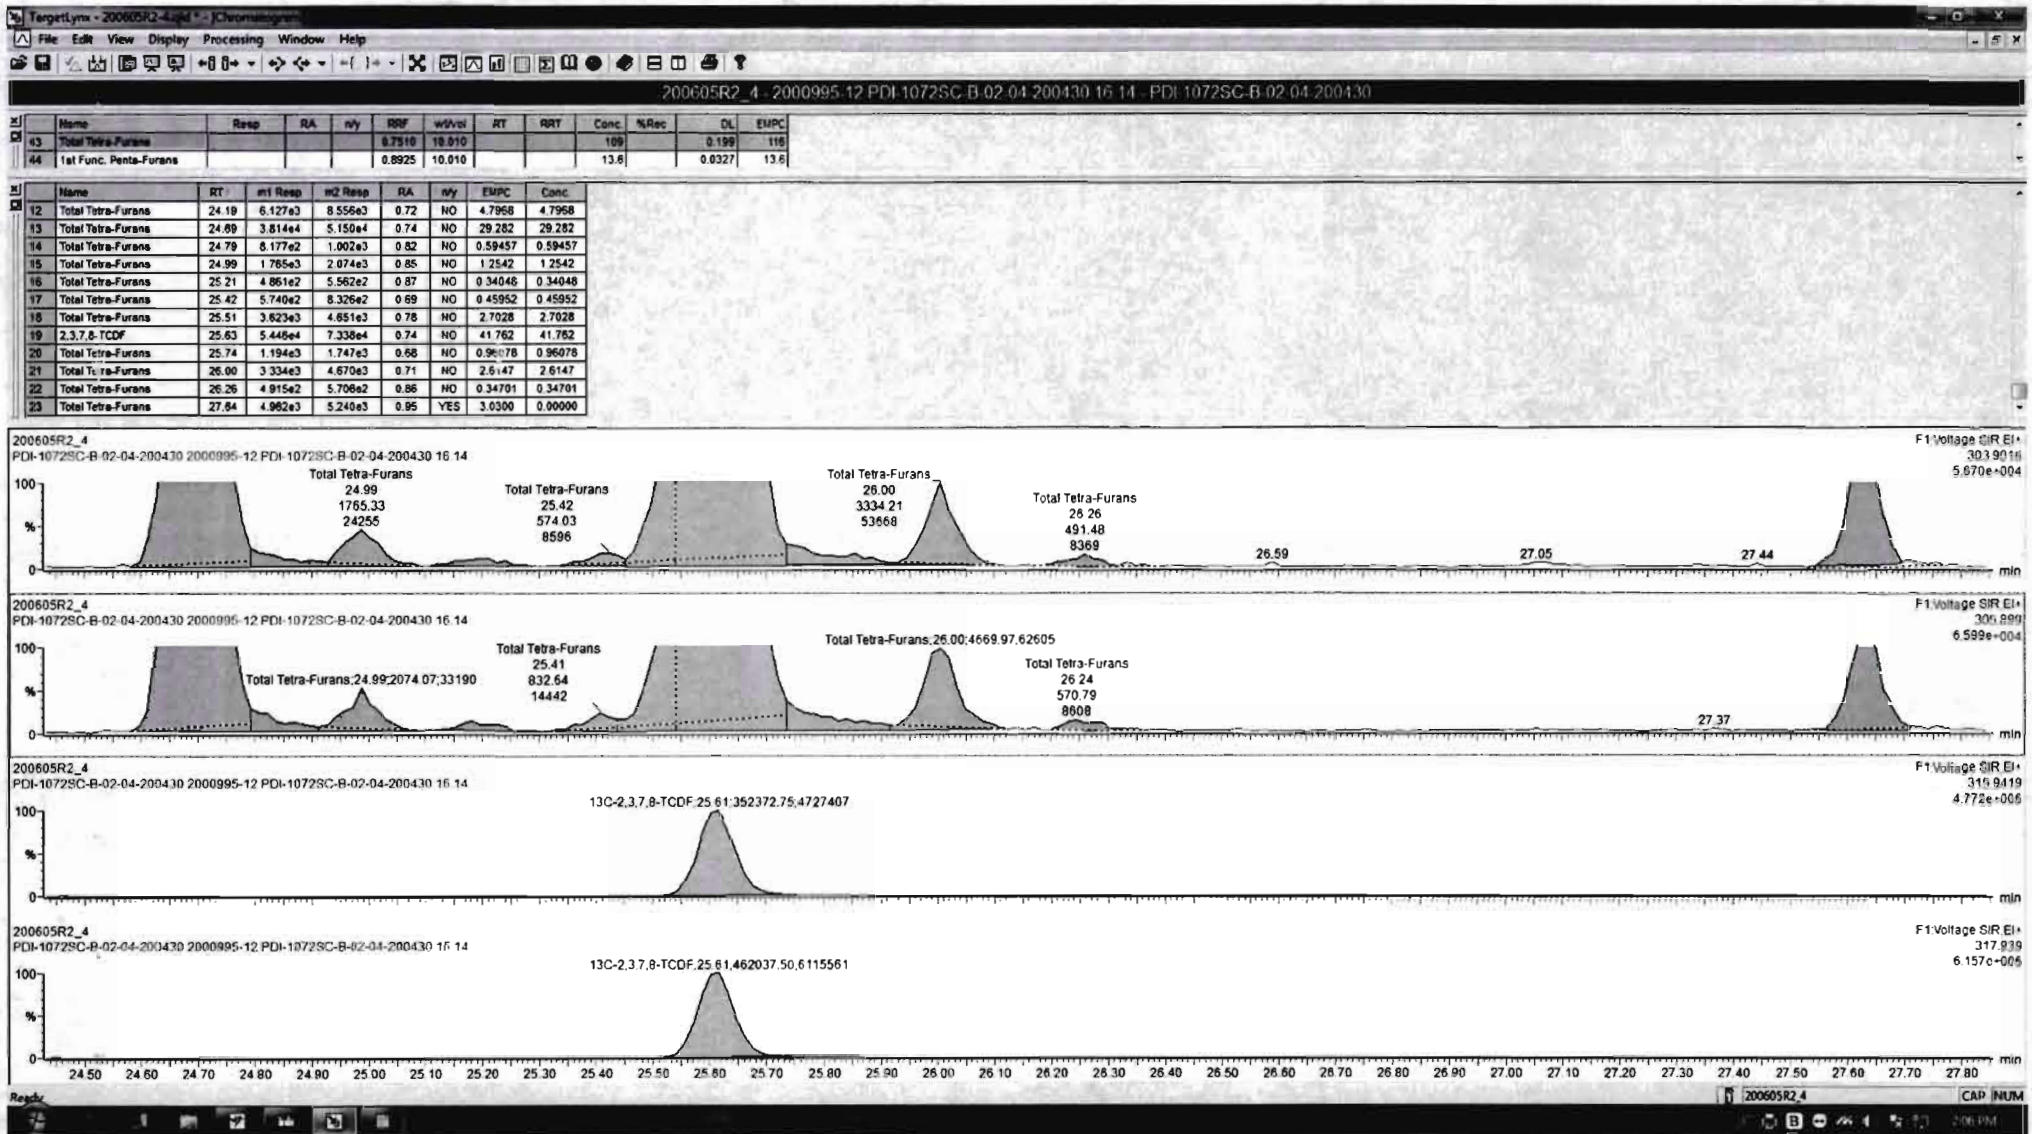 TargetLynx - 200605R2-4.qld * - [Chromatogram]
File Edit View Display Processing Window Help
200605R2_4 - 2000995-12 PDI-1072SC-B-02-04-200430 16.14 - PDI-1072SC-B-02-04-200430
Name Resp RA n/y RRF wt/vol RT RRT Conc. %Rec DL EMPC
43 Total Tetra-Furans 0.7510 10.010 109 0.199 116
44 1st Func. Penta-Furans 0.8925 10.010 13.6 0.0327 13.6
Name RT m1 Resp m2 Resp RA n/y EMPC Conc.
12 Total Tetra-Furans 24.19 6.127e3 8.556e3 0.72 NO 4.7958 4.7958
13 Total Tetra-Furans 24.69 3.814e4 5.150e4 0.74 NO 29.282 29.282
14 Total Tetra-Furans 24.79 8.177e2 1.002e3 0.82 NO 0.59457 0.59457
15 Total Tetra-Furans 24.99 1.765e3 2.074e3 0.85 NO 1.2542 1.2542
16 Total Tetra-Furans 25.21 4.861e2 5.562e2 0.87 NO 0.34048 0.34048
17 Total Tetra-Furans 25.42 5.740e2 8.326e2 0.69 NO 0.45952 0.45952
18 Total Tetra-Furans 25.51 3.623e3 4.651e3 0.78 NO 2.7028 2.7028
19 2,3,7,8-TCDF 25.63 5.446e4 7.338e4 0.74 NO 41.762 41.762
20 Total Tetra-Furans 25.74 1.194e3 1.747e3 0.68 NO 0.96078 0.96078
21 Total Tetra-Furans 26.00 3.334e3 4.670e3 0.71 NO 2.6147 2.6147
22 Total Tetra-Furans 26.26 4.915e2 5.708e2 0.86 NO 0.34701 0.34701
23 Total Tetra-Furans 27.64 4.962e3 5.240e3 0.95 YES 3.0300 0.00000
200605R2_4 F1:Voltage SIR,EI+
PDI-1072SC-B-02-04-200430 2000995-12 PDI-1072SC-B-02-04-200430 16.14 303.9016
5.670e+004
100
%
0
Total Tetra-Furans
24.99
1765.33
24255
Total Tetra-Furans
25.42
574.03
8596
Total Tetra-Furans
26.00
3334.21
53668
Total Tetra-Furans
26.26
491.48
8369
26.59 27.05 27.44
min
200605R2_4 F1:Voltage SIR,EI+
PDI-1072SC-B-02-04-200430 2000995-12 PDI-1072SC-B-02-04-200430 16.14 305.899
6.599e+004
100
%
0
Total Tetra-Furans;24.99;2074.07;33190
Total Tetra-Furans
25.41
832.64
14442
Total Tetra-Furans;26.00;4669.97;62605
Total Tetra-Furans
26.24
570.79
8608
27.37
min
200605R2_4 F1:Voltage SIR,EI+
PDI-1072SC-B-02-04-200430 2000995-12 PDI-1072SC-B-02-04-200430 16.14 315.9419
4.772e+006
100
%
0
13C-2,3,7,8-TCDF;25.61;352372.75;4727407
min
200605R2_4 F1:Voltage SIR,EI+
PDI-1072SC-B-02-04-200430 2000995-12 PDI-1072SC-B-02-04-200430 16.14 317.939
6.157e+006
100
%
0
13C-2,3,7,8-TCDF;25.61;462037.50;6115561
min
24.50 24.60 24.70 24.80 24.90 25.00 25.10 25.20 25.30 25.40 25.50 25.60 25.70 25.80 25.90 26.00 26.10 26.20 26.30 26.40 26.50 26.60 26.70 26.80 26.90 27.00 27.10 27.20 27.30 27.40 27.50 27.60 27.70 27.80
Ready 200605R2_4 CAP NUM
2:06 PM